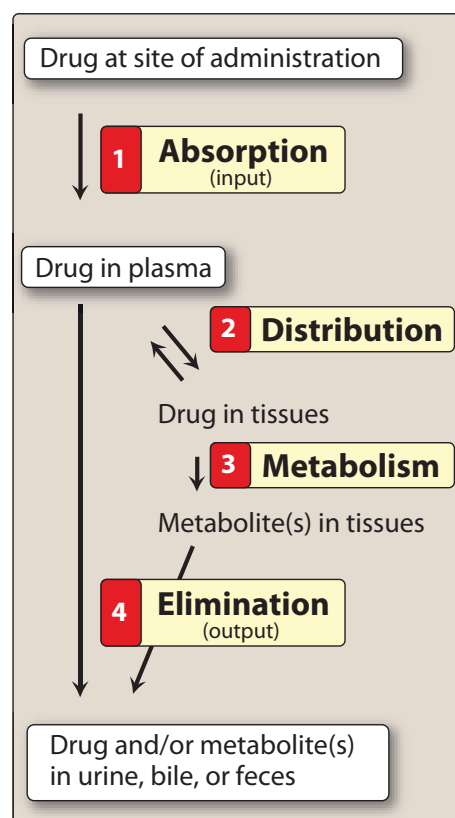 Drug at site of administration
1 Absorption
(input)
Drug in plasma
2 Distribution
Drug in tissues
3 Metabolism
Metabolite(s) in tissues
4 Elimination
(output)
Drug and/or metabolite(s)
in urine, bile, or feces